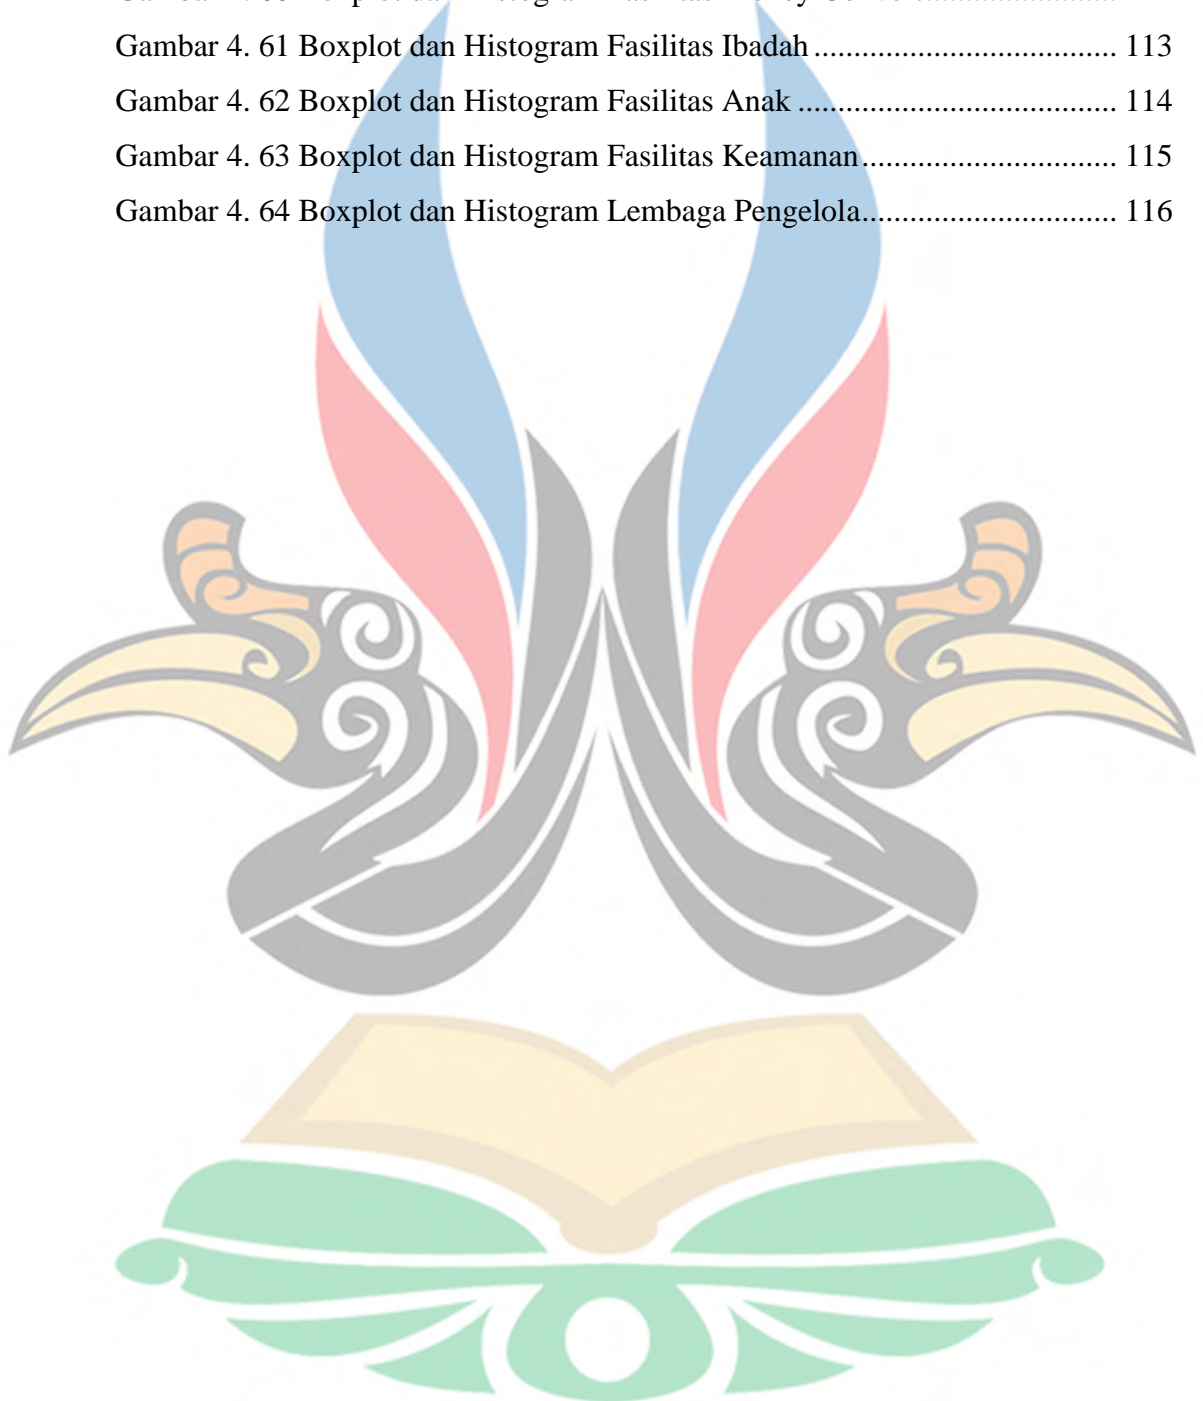 Gambar 4. 61 Boxplot dan Histogram Fasilitas Ibadah ..................................... 113
Gambar 4. 62 Boxplot dan Histogram Fasilitas Anak ....................................... 114
Gambar 4. 63 Boxplot dan Histogram Fasilitas Keamanan............................... 115
Gambar 4. 64 Boxplot dan Histogram Lembaga Pengelola............................... 116